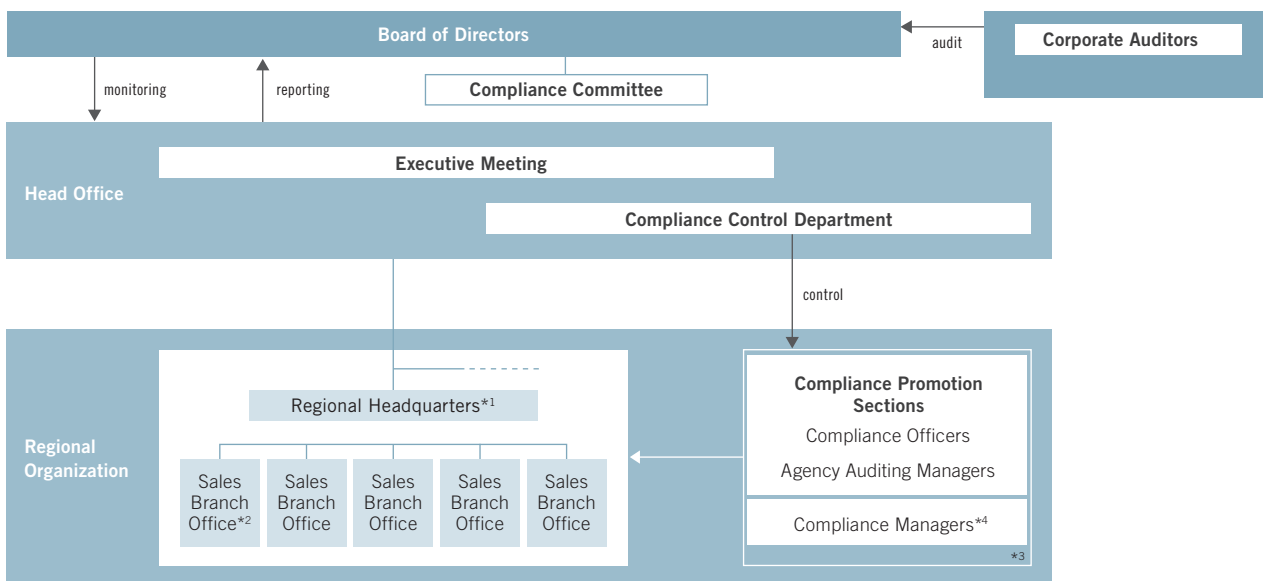 Board of Directors
audit
Corporate Auditors
monitoring
reporting
Compliance Committee
Executive Meeting
Head Office
Compliance Control Department
control
Compliance Promotion
Sections
Compliance Officers
Agency Auditing Managers
Compliance Managers*4
*3
Regional Headquarters*1
Regional
Organization
Sales
Branch
Office*2
Sales
Branch
Office
Sales
Branch
Office
Sales
Branch
Office
Sales
Branch
Office